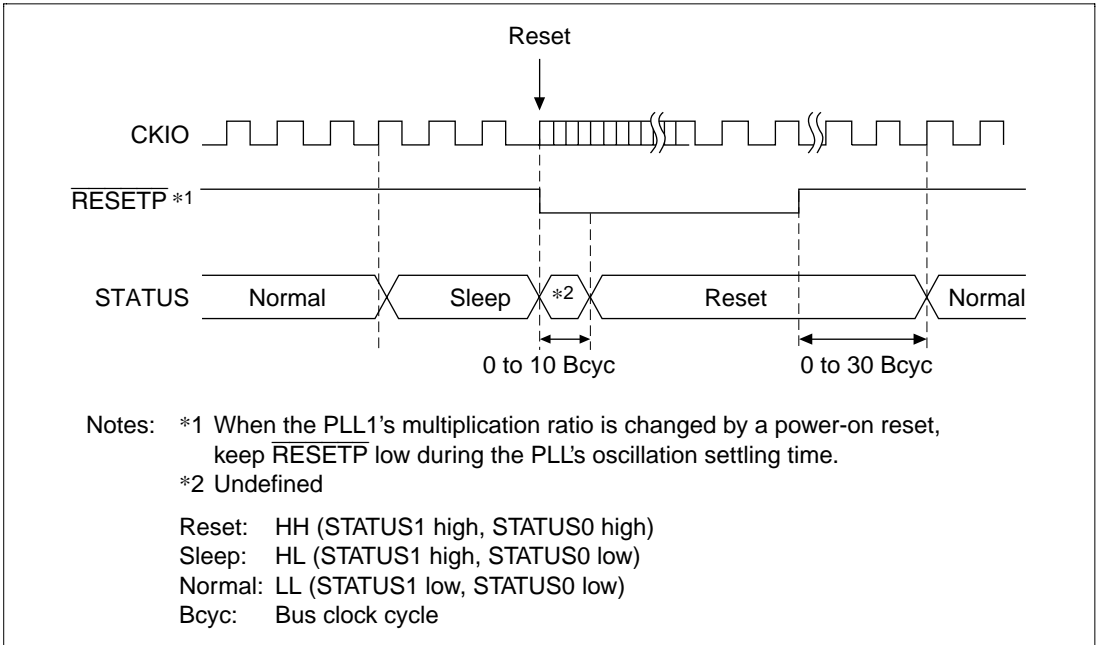 Reset
CKIO
RESETP *1
STATUS Normal Sleep *2 Reset Normal
0 to 10 Bcyc 0 to 30 Bcyc
Notes: *1 When the PLL1's multiplication ratio is changed by a power-on reset,
keep RESETP low during the PLL's oscillation settling time.
*2 Undefined
Reset: HH (STATUS1 high, STATUS0 high)
Sleep: HL (STATUS1 high, STATUS0 low)
Normal: LL (STATUS1 low, STATUS0 low)
Bcyc: Bus clock cycle